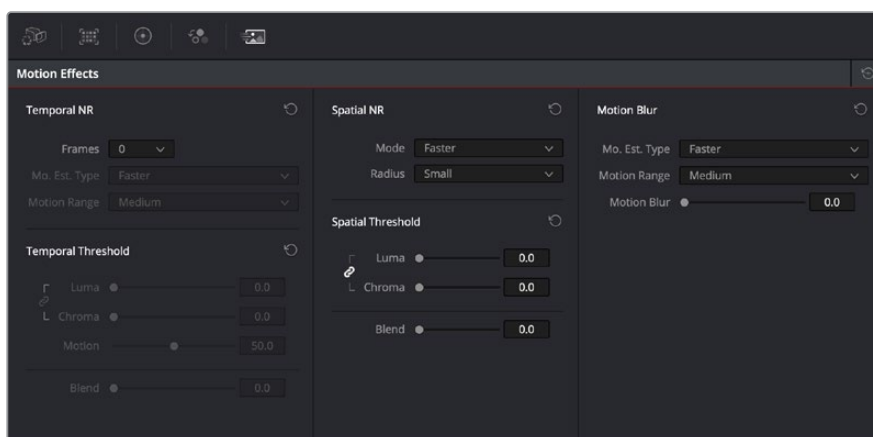 Motion Effects
Temporal NR
Frames 0
Mo. Est. Type Faster
Motion Range Medium
Temporal Threshold
Luma 0.0
Chroma 0.0
Motion 50.0
Blend 0.0
Spatial NR
Mode Faster
Radius Small
Spatial Threshold
Luma 0.0
Chroma 0.0
Blend 0.0
Motion Blur
Mo. Est. Type Faster
Motion Range Medium
Motion Blur 0.0